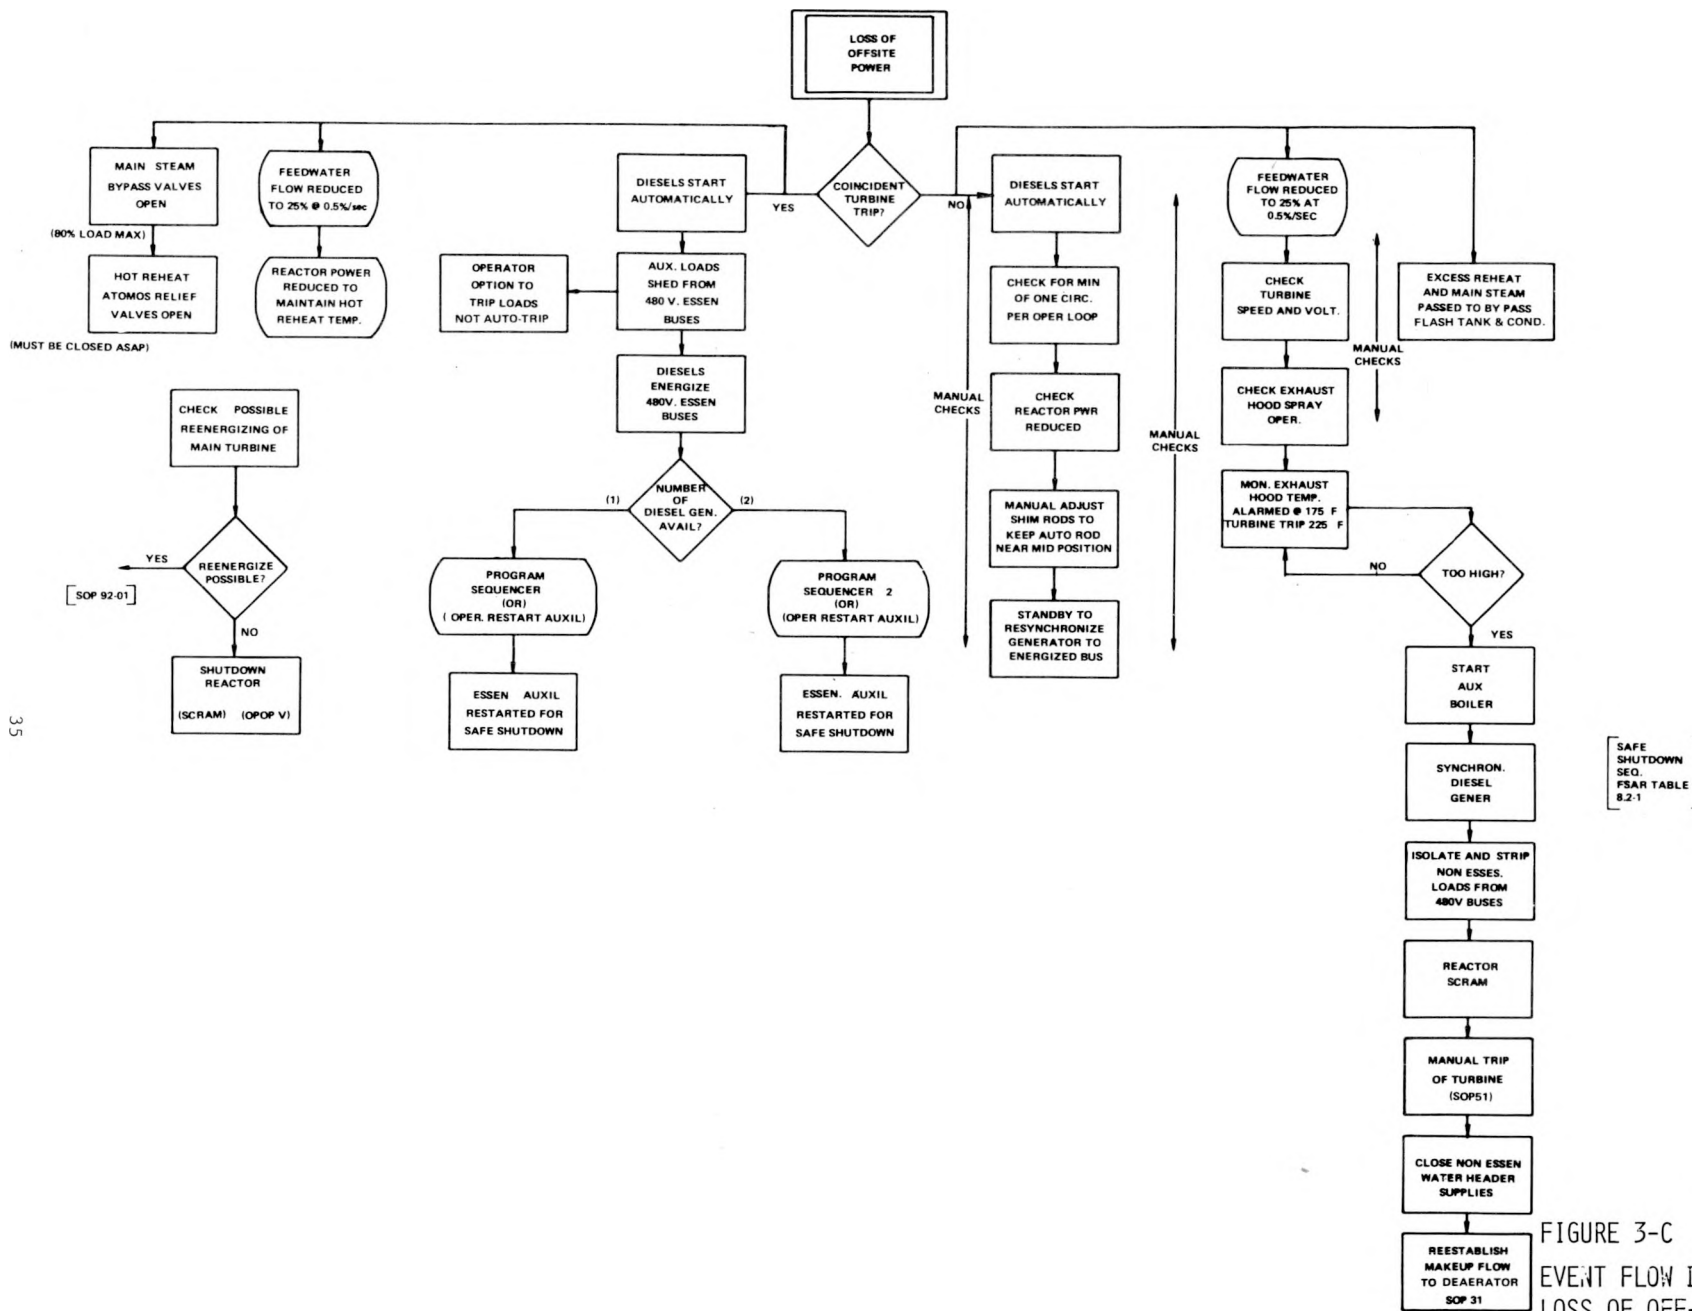 LOSS OF
OFFSITE
POWER
MAIN STEAM
BYPASS VALVES
OPEN
(80% LOAD MAX)
HOT REHEAT
ATOMOS RELIEF
VALVES OPEN
(MUST BE CLOSED ASAP)
FEEDWATER
FLOW REDUCED
TO 25% @ 0.5%/sec
REACTOR POWER
REDUCED TO
MAINTAIN HOT
REHEAT TEMP.
CHECK POSSIBLE
REENERGIZING OF
MAIN TURBINE
REENERGIZE
POSSIBLE?
YES
[SOP 92-01]
NO
SHUTDOWN
REACTOR
(SCRAM) (OPOP V)
DIESELS START
AUTOMATICALLY
YES
COINCIDENT
TURBINE
TRIP?
NO
OPERATOR
OPTION TO
TRIP LOADS
NOT AUTO-TRIP
AUX. LOADS
SHED FROM
480 V. ESSEN
BUSES
DIESELS
ENERGIZE
480V. ESSEN
BUSES
(1)
NUMBER
OF
DIESEL GEN.
AVAIL?
(2)
PROGRAM
SEQUENCER
(OR)
( OPER. RESTART AUXIL)
ESSEN AUXIL
RESTARTED FOR
SAFE SHUTDOWN
PROGRAM
SEQUENCER 2
(OR)
(OPER RESTART AUXIL)
ESSEN. AUXIL
RESTARTED FOR
SAFE SHUTDOWN
MANUAL
CHECKS
DIESELS START
AUTOMATICALLY
CHECK FOR MIN
OF ONE CIRC.
PER OPER LOOP
CHECK
REACTOR PWR
REDUCED
MANUAL ADJUST
SHIM RODS TO
KEEP AUTO ROD
NEAR MID POSITION
STANDBY TO
RESYNCHRONIZE
GENERATOR TO
ENERGIZED BUS
MANUAL
CHECKS
FEEDWATER
FLOW REDUCED
TO 25% AT
0.5%/SEC
CHECK
TURBINE
SPEED AND VOLT.
CHECK EXHAUST
HOOD SPRAY
OPER.
MON. EXHAUST
HOOD TEMP.
ALARMED @ 175 F
TURBINE TRIP 225 F
MANUAL
CHECKS
EXCESS REHEAT
AND MAIN STEAM
PASSED TO BY PASS
FLASH TANK & COND.
NO
TOO HIGH?
YES
START
AUX
BOILER
SYNCHRON.
DIESEL
GENER
ISOLATE AND STRIP
NON ESSES.
LOADS FROM
480V BUSES
REACTOR
SCRAM
MANUAL TRIP
OF TURBINE
(SOP51)
CLOSE NON ESSEN
WATER HEADER
SUPPLIES
REESTABLISH
MAKEUP FLOW
TO DEAERATOR
SOP 31
SAFE
SHUTDOWN
SEQ.
FSAR TABLE
8.2-1
35
FIGURE 3-C
EVENT FLOW
LOSS OF